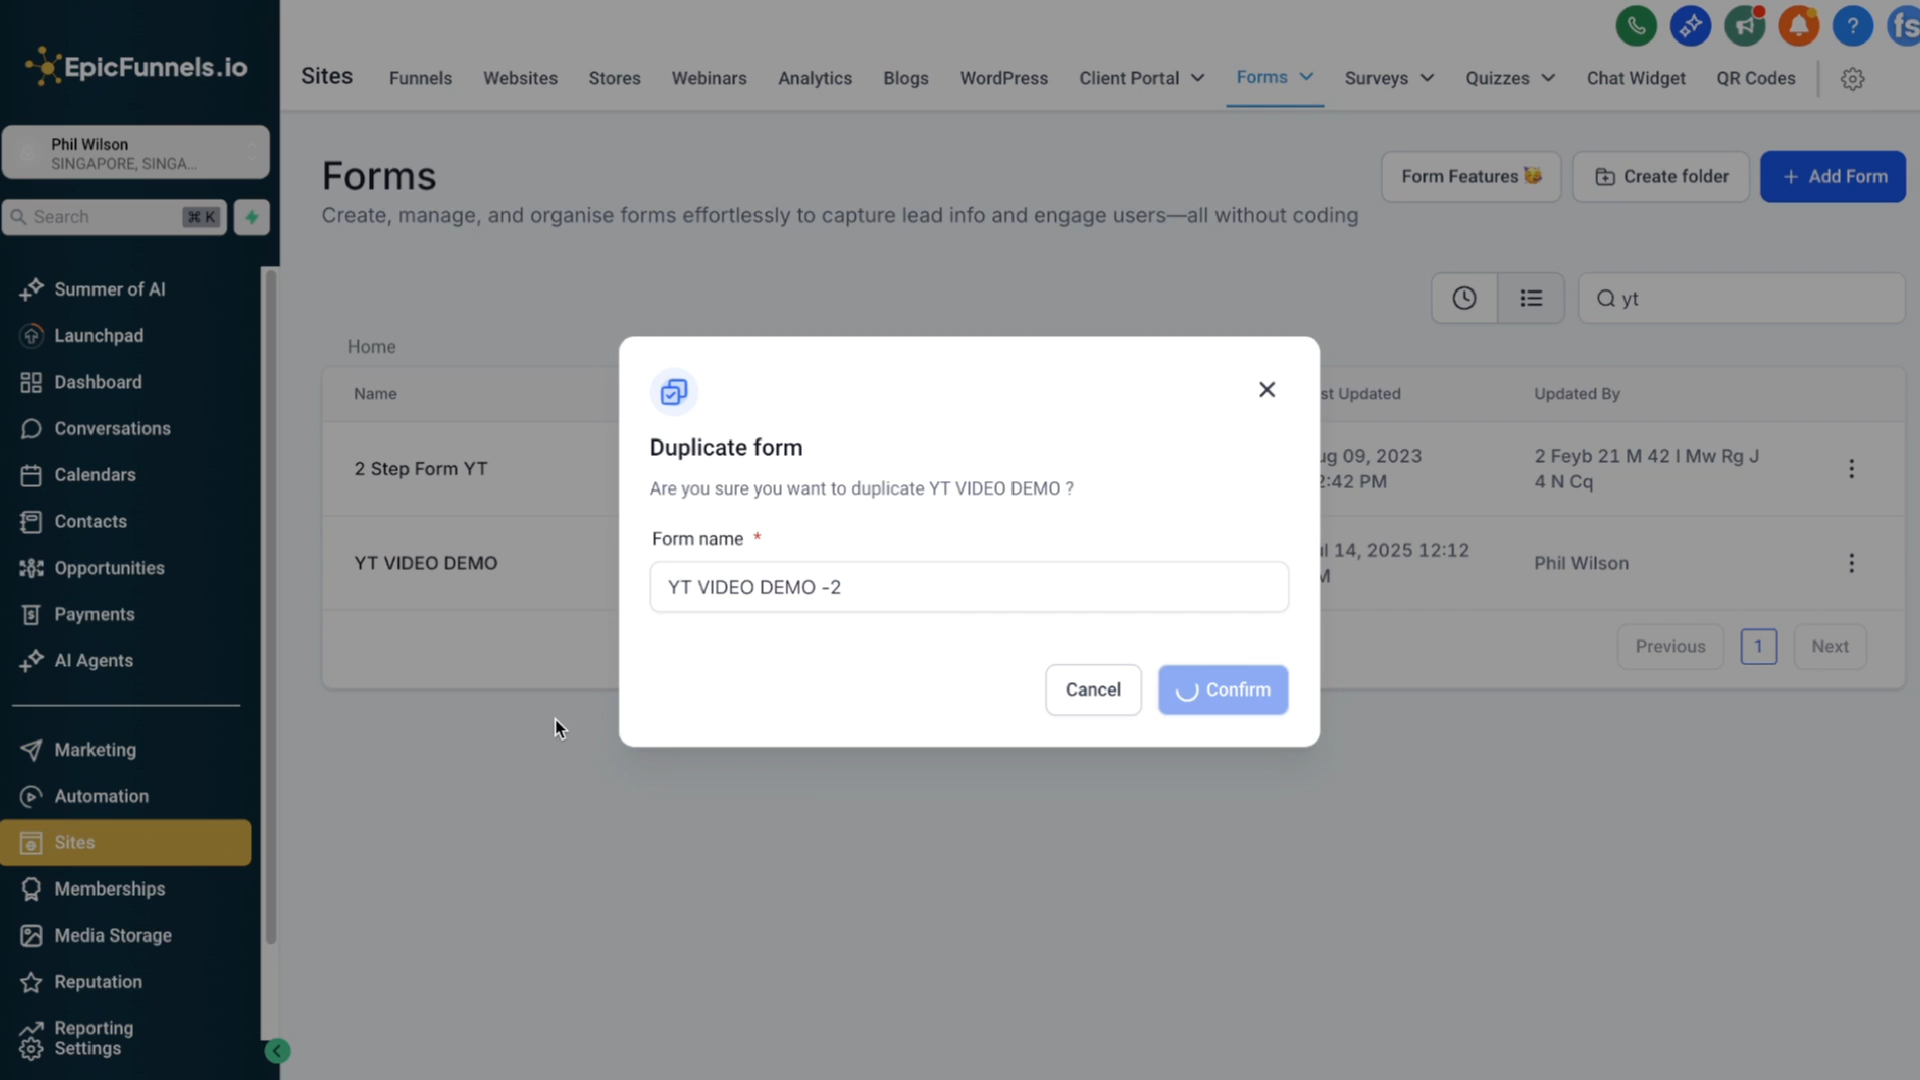 EpicFunnels.io
Phil Wilson
SINGAPORE, SINGA...
Search ⌘ K
Summer of AI
Launchpad
Dashboard
Conversations
Calendars
Contacts
Opportunities
Payments
AI Agents
Marketing
Automation
Sites
Memberships
Media Storage
Reputation
Reporting
Settings
?
fs
Sites Funnels Websites Stores Webinars Analytics Blogs WordPress Client Portal Forms Surveys Quizzes Chat Widget QR Codes
Forms
Create, manage, and organise forms effortlessly to capture lead info and engage users—all without coding
Form Features 🥳 Create folder + Add Form
yt
Home
Name st Updated Updated By
2 Step Form YT
ug 09, 2023
2:42 PM
2 Feyb 21 M 42 I Mw Rg J
4 N Cq
YT VIDEO DEMO
l 14, 2025 12:12
M
Phil Wilson
Previous 1 Next
Duplicate form
Are you sure you want to duplicate YT VIDEO DEMO ?
Form name *
YT VIDEO DEMO -2
Cancel Confirm